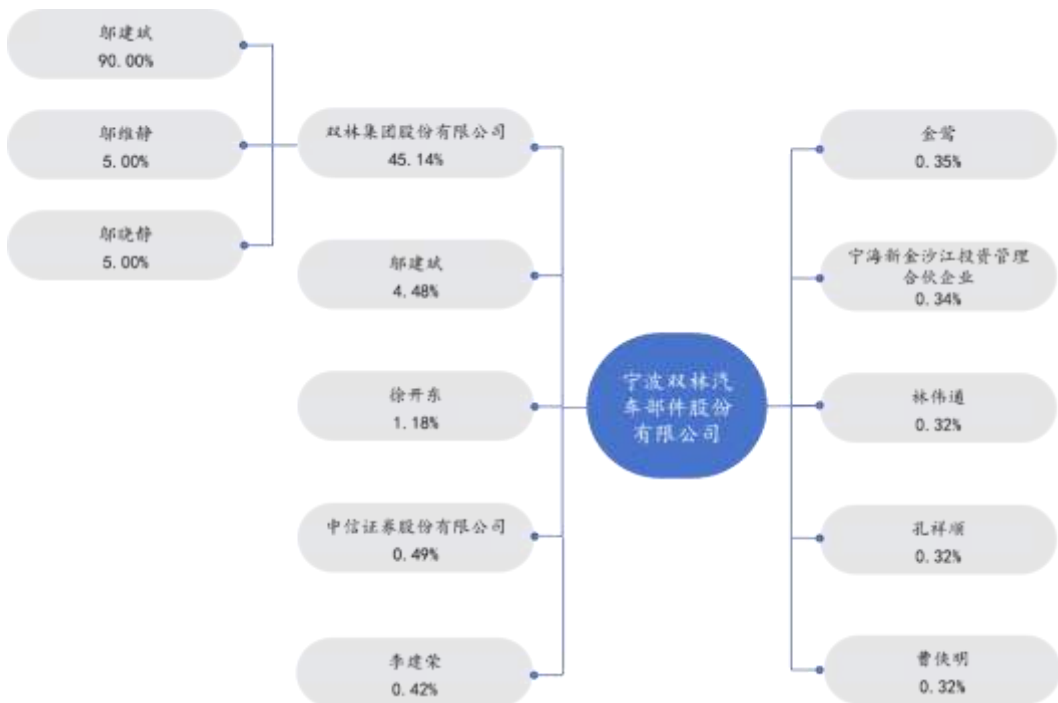 邬建斌
90.00%
邬维静
5.00%
邬晓静
5.00%
双林集团股份有限公司
45.14%
邬建斌
4.48%
徐开东
1.18%
中信证券股份有限公司
0.49%
李建荣
0.42%
宁波双林汽
车部件股份
有限公司
金莺
0.35%
宁海新金沙江投资管理
合伙企业
0.34%
林伟通
0.32%
孔祥顺
0.32%
曹侠明
0.32%